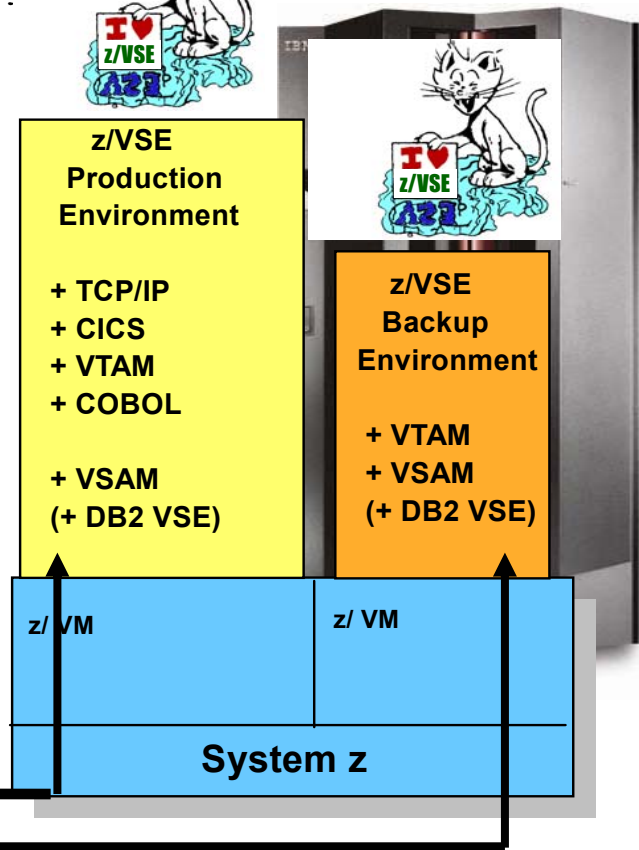 I
z/VSE
IBM
z/VSE
Production
Environment
+ TCP/IP
+ CICS
+ VTAM
+ COBOL
+ VSAM
(+ DB2 VSE)
I
z/VSE
z/VSE
Backup
Environment
+ VTAM
+ VSAM
(+ DB2 VSE)
z/ VM
z/ VM
System z